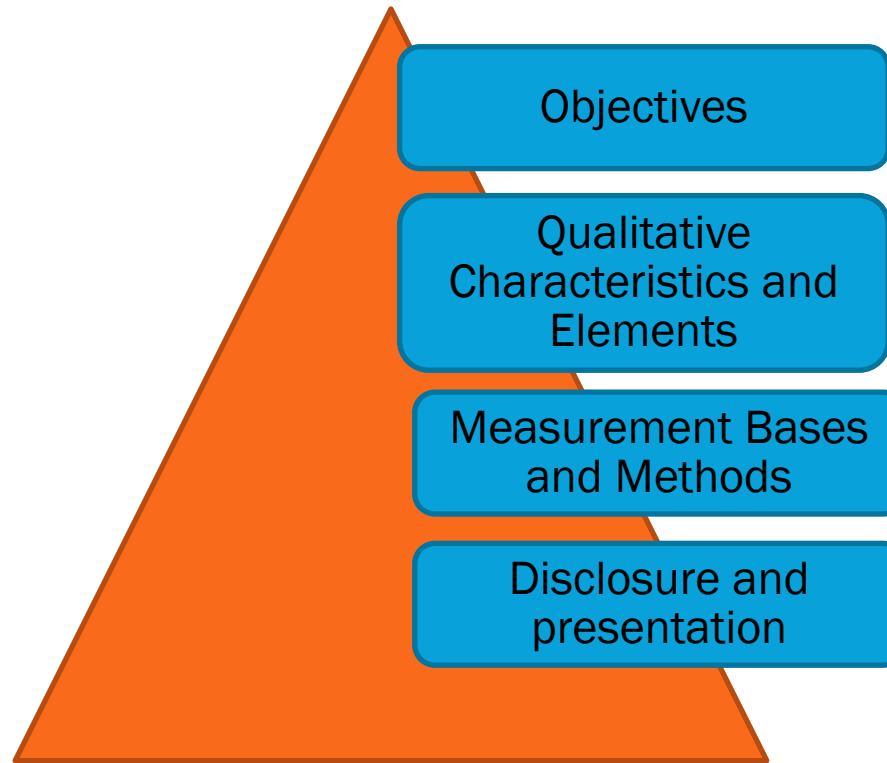 Objectives
Qualitative
Characteristics and
Elements
Measurement Bases
and Methods
Disclosure and
presentation